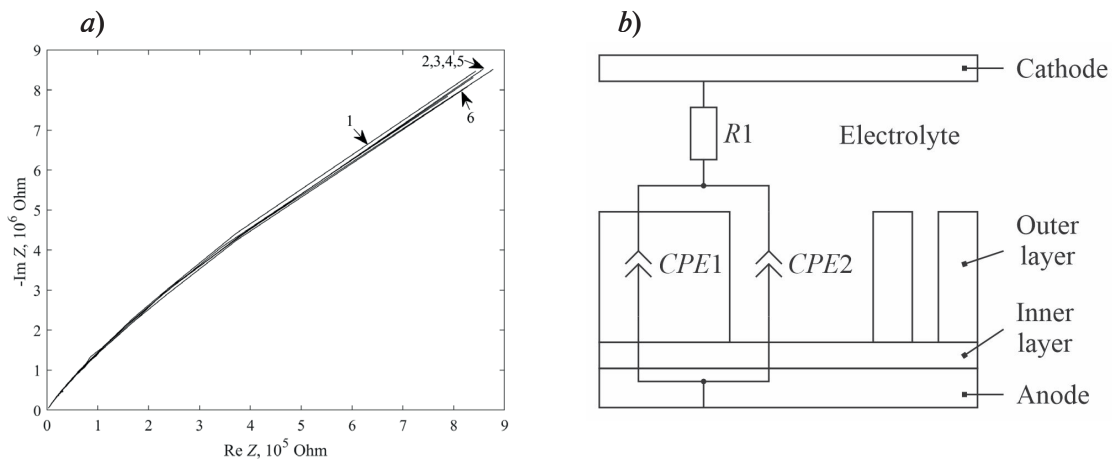 a)
b)
9
8
7
6
5
4
3
2
1
0
-Im Z, 10^6 Ohm
0 1 2 3 4 5 6 7 8 9
Re Z, 10^5 Ohm
2,3,4,5
1
6
Cathode
R1
Electrolyte
CPE1
CPE2
Outer
layer
Inner
layer
Anode